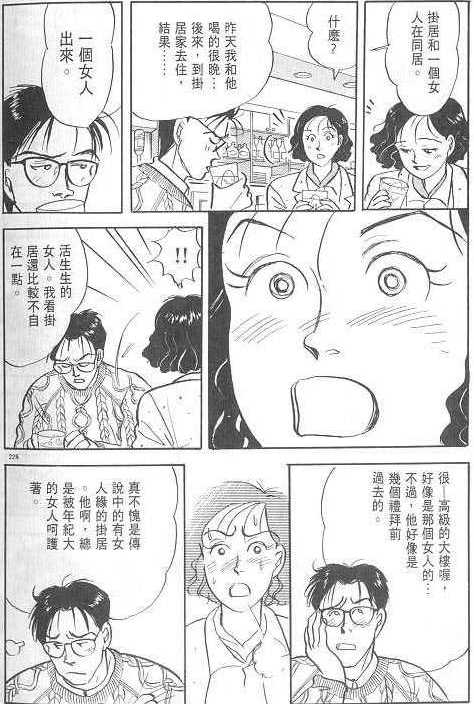 掛居和一個女
人在同居。
什麼?
昨天我和他
喝的很晚…
後來,到掛
居家去住,
結果……
一個女人
出來。
!!
活生生的
女人。我看掛
居還比較不自
在一點。
228
很—高級的大樓喔,
好像是那個女人的…
不過,他好像是
幾個禮拜前
過去的。
真不愧是傳
說中的有女
人緣的掛居
。他啊,總
是被年紀大
的女人呵護
著。